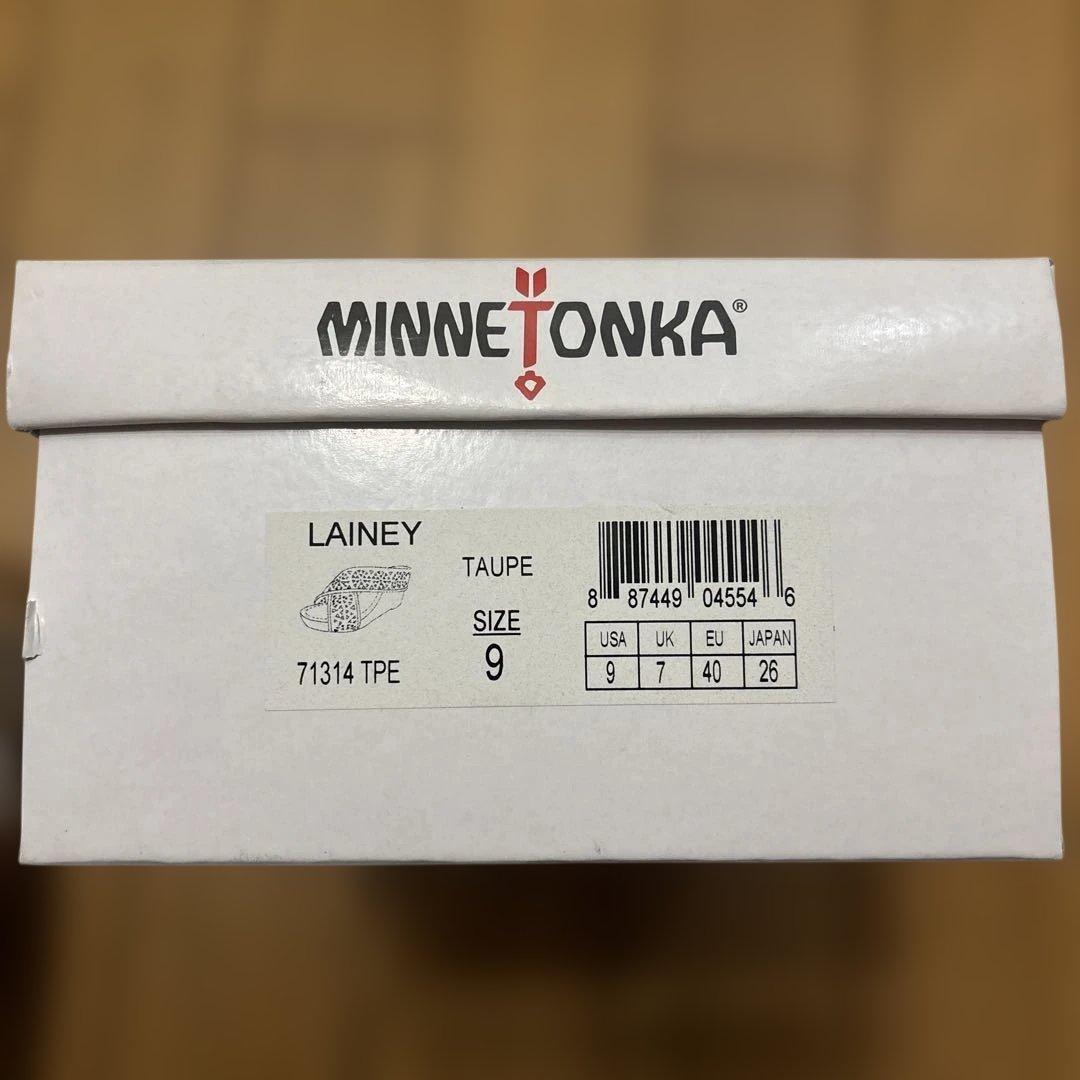 MINNETONKA®
LAINEY
TAUPE
SIZE
9
71314 TPE
8 87449 04554 6
USA UK EU JAPAN
9 7 40 26